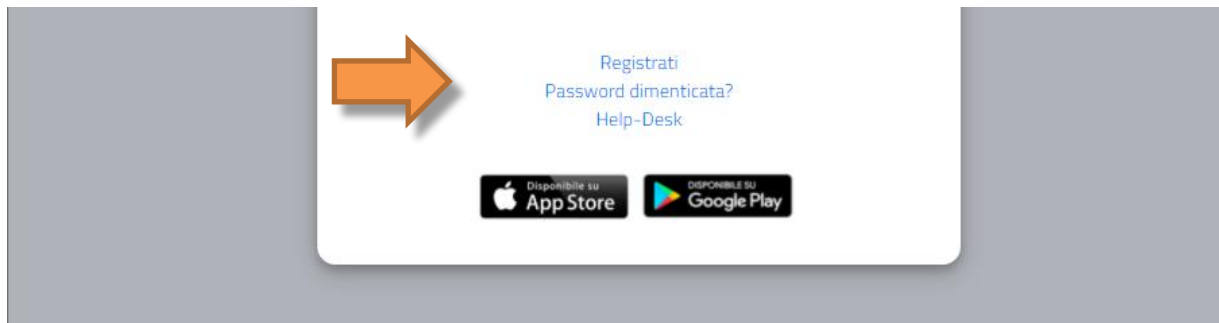 Registrati
Password dimenticata?
Help-Desk
Disponibile su
App Store
DISPONIBILE SU
Google Play